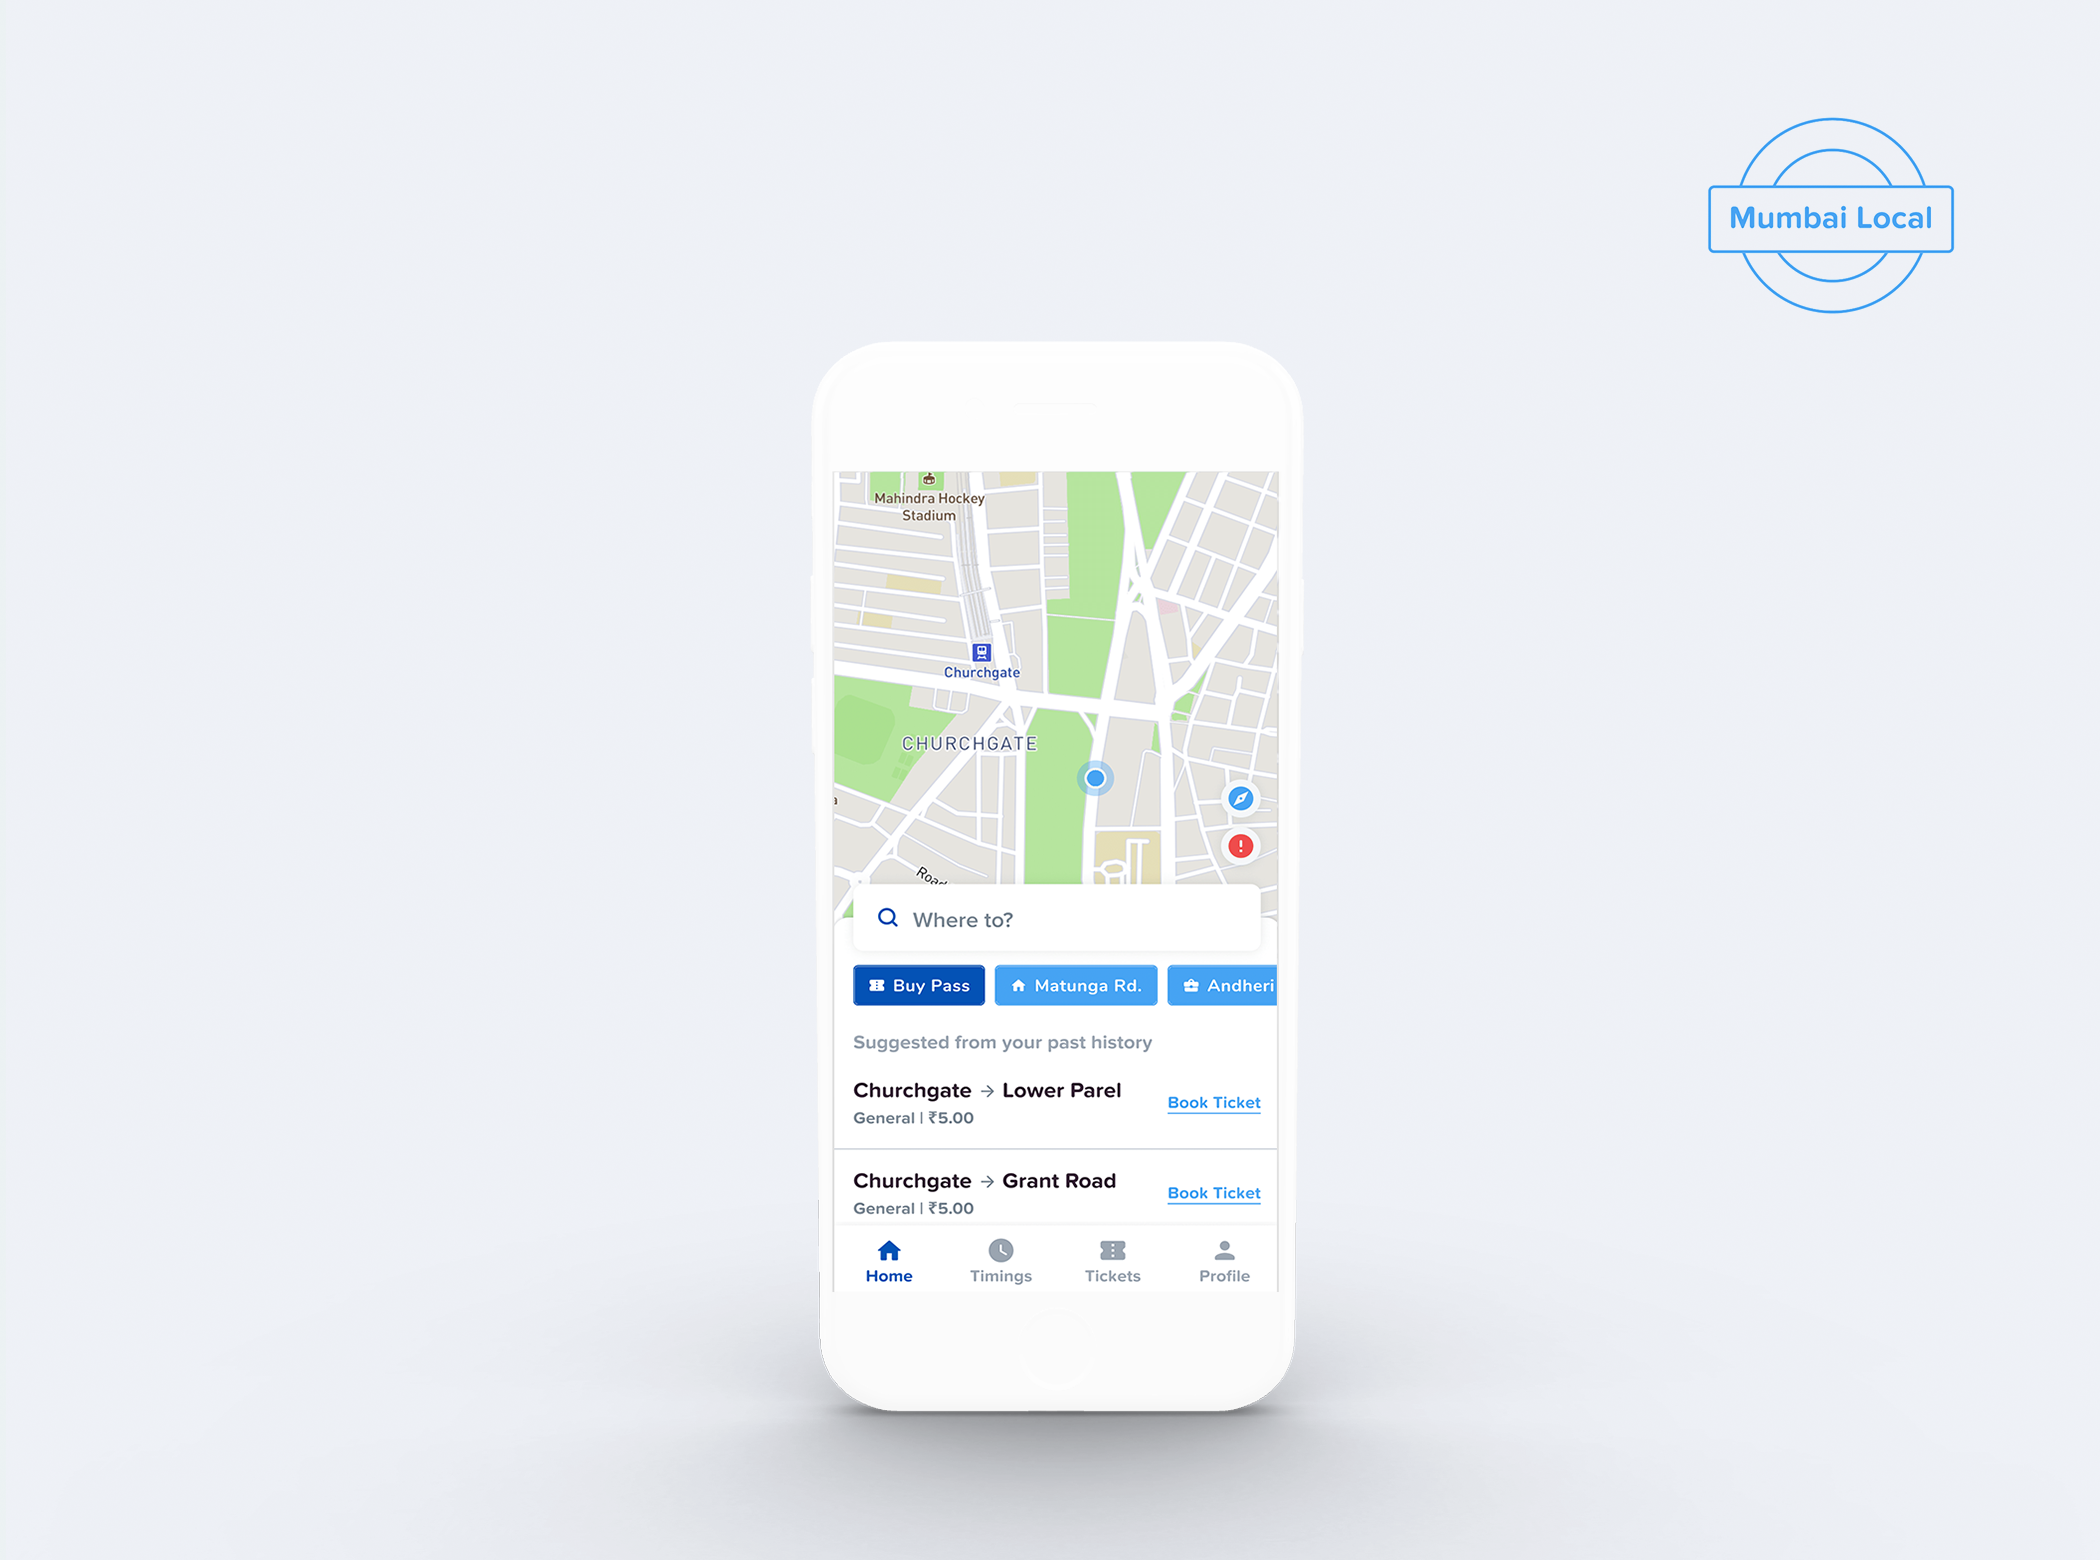 Mumbai Local
Mahindra Hockey
Stadium
Churchgate
CHURCHGATE
Road
Where to?
Buy Pass
Matunga Rd.
Andheri
Suggested from your past history
Churchgate → Lower Parel
General | ₹5.00
Book Ticket
Churchgate → Grant Road
General | ₹5.00
Book Ticket
Home
Timings
Tickets
Profile